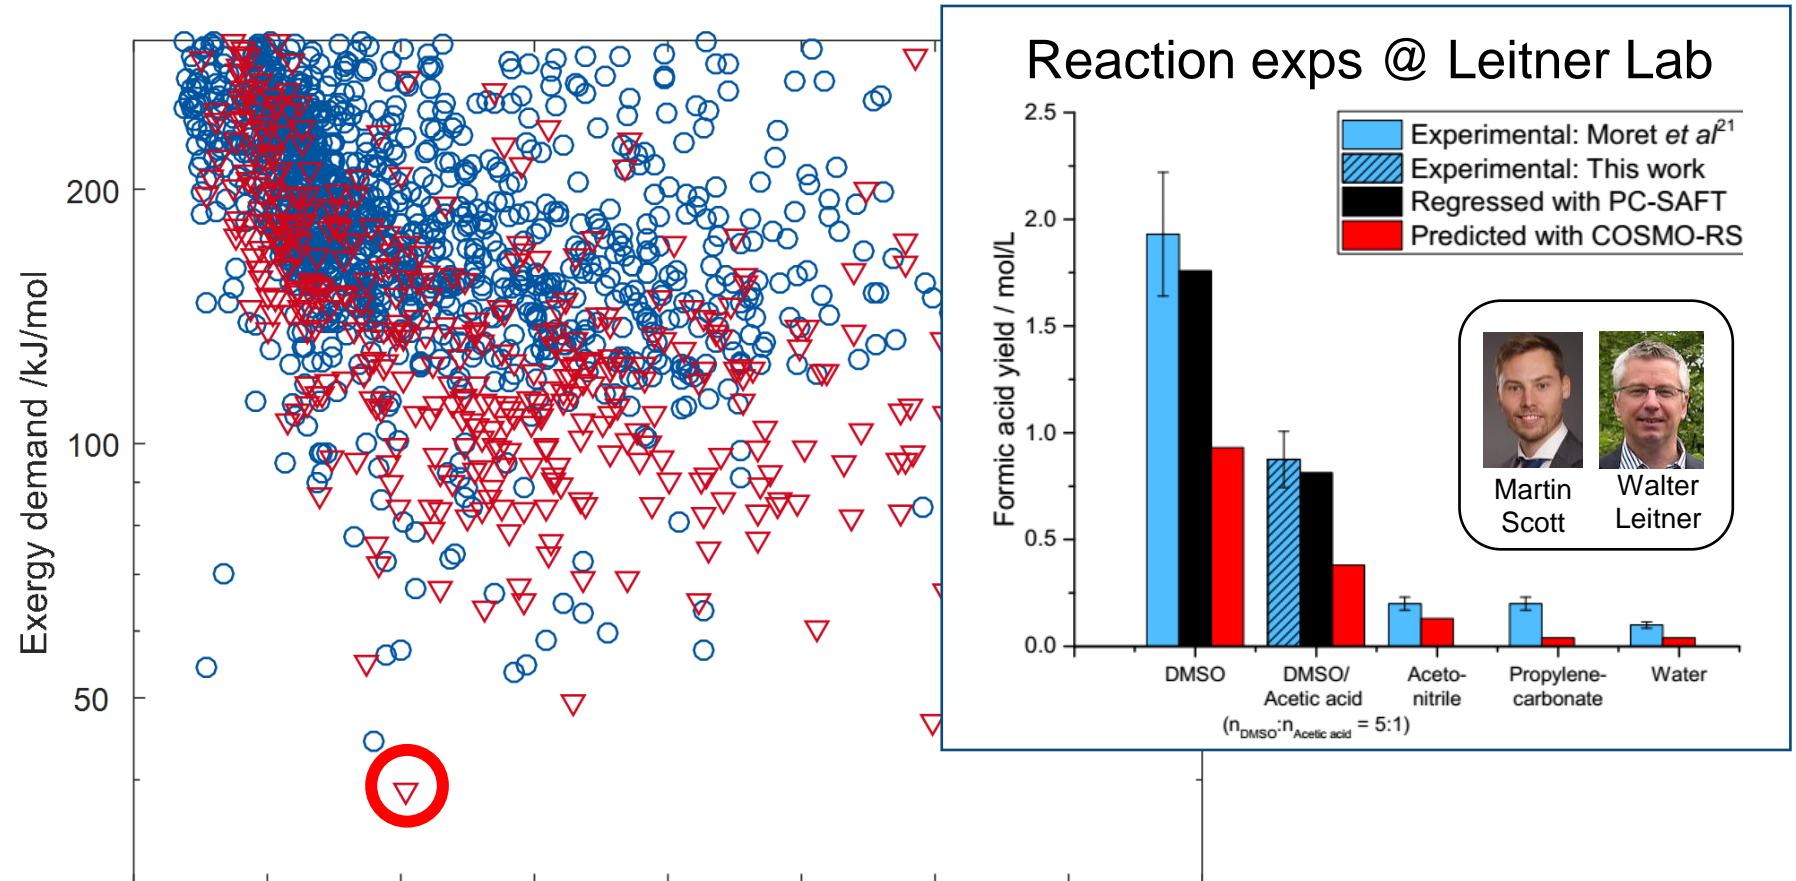 Exergy demand /kJ/mol
200
100
50
Reaction exps @ Leitner Lab
Formic acid yield / mol/L
2.5
2.0
1.5
1.0
0.5
0.0
Experimental: Moret et al21
Experimental: This work
Regressed with PC-SAFT
Predicted with COSMO-RS
Martin
Scott
Walter
Leitner
DMSO
DMSO/
Acetic acid
(nDMSO:nAcetic acid = 5:1)
Aceto-
nitrile
Propylene-
carbonate
Water